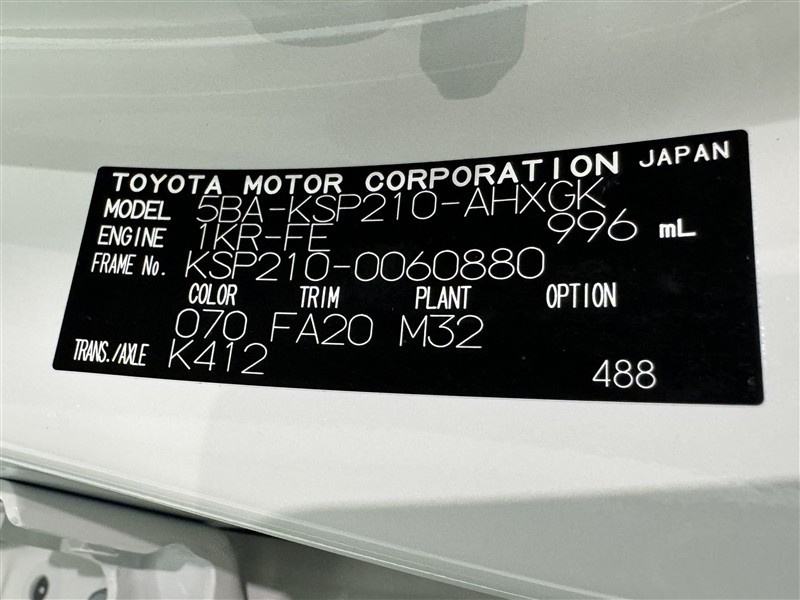 TOYOTA MOTOR CORPORATION JAPAN
MODEL 5BA-KSP210-AHXGK
ENGINE 1KR-FE 996 mL
FRAME No. KSP210-0060880
COLOR TRIM PLANT OPTION
070 FA20 M32
TRANS./AXLE K412
488